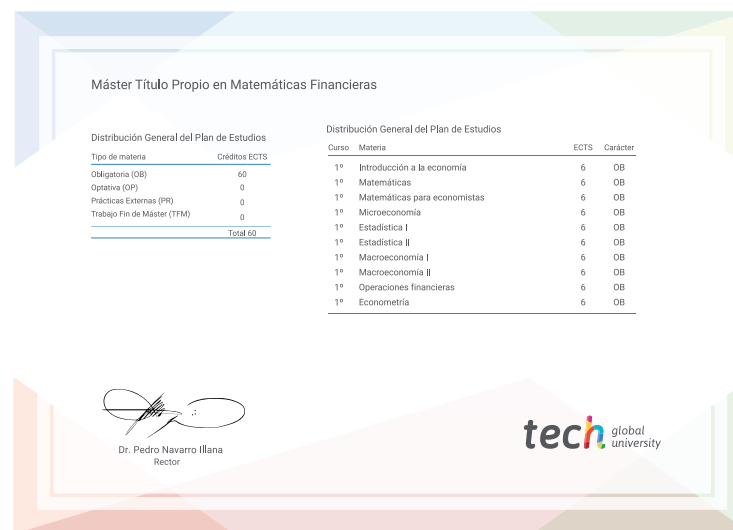 Máster Título Propio en Matemáticas Financieras
Distribución General del Plan de Estudios
Tipo de materia Créditos ECTS
Obligatoria (OB) 60
Optativa (OP) 0
Prácticas Externas (PR) 0
Trabajo Fin de Máster (TFM) 0
Total 60
Distribución General del Plan de Estudios
Curso Materia ECTS Carácter
1º Introducción a la economía 6 OB
1º Matemáticas 6 OB
1º Matemáticas para economistas 6 OB
1º Microeconomía 6 OB
1º Estadística I 6 OB
1º Estadística II 6 OB
1º Macroeconomía I 6 OB
1º Macroeconomía II 6 OB
1º Operaciones financieras 6 OB
1º Econometría 6 OB
Dr. Pedro Navarro Illana
Rector
tech global
university